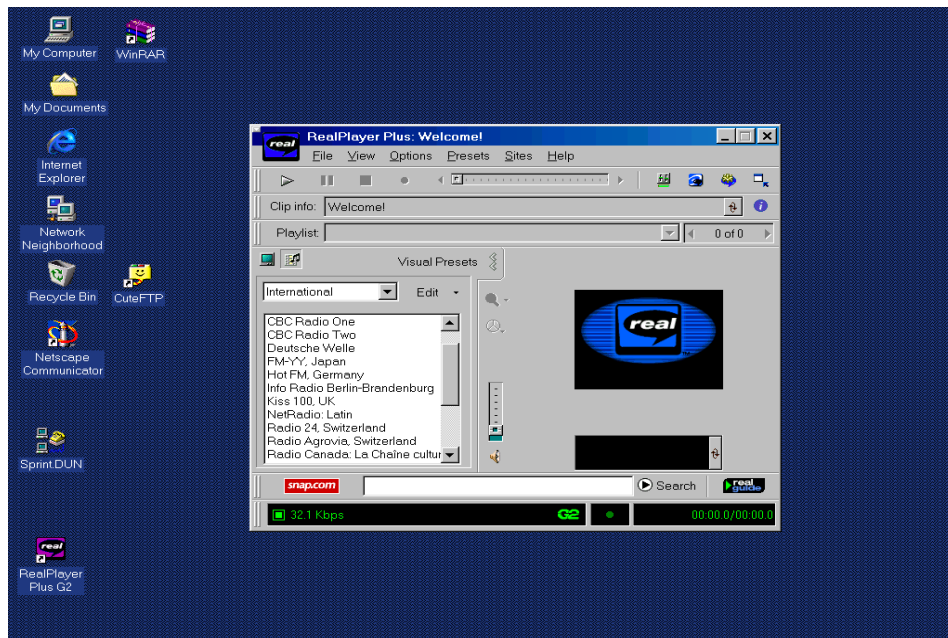 My Computer
WinRAR
My Documents
Internet
Explorer
Network
Neighborhood
Recycle Bin
CuteFTP
Netscape
Communicator
Sprint.DUN
real
RealPlayer
Plus G2
real
RealPlayer Plus: Welcome!
File View Options Presets Sites Help
Clip info: Welcome!
Playlist: 0 of 0
Visual Presets
International Edit
CBC Radio One
CBC Radio Two
Deutsche Welle
FM-YY, Japan
Hot FM, Germany
Info Radio Berlin-Brandenburg
Kiss 100, UK
NetRadio: Latin
Radio 24, Switzerland
Radio Agrovia, Switzerland
Radio Canada: La Chaîne cultur
real
snap.com Search real guide
32.1 Kbps G2 00:00.0/00:00.0